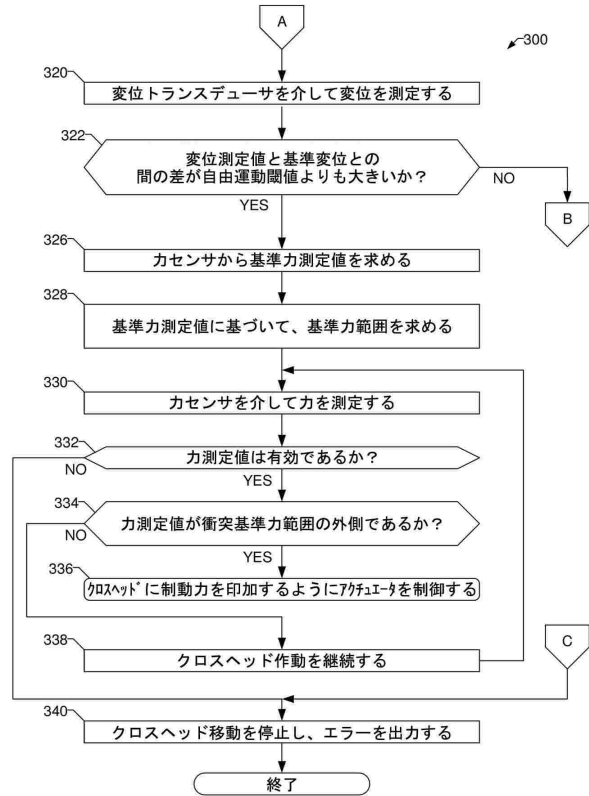 A
300
320
変位トランスデューサを介して変位を測定する
322
変位測定値と基準変位との
間の差が自由運動閾値よりも大きいか？
NO
YES
B
326
力センサから基準力測定値を求める
328
基準力測定値に基づいて、基準力範囲を求める
330
力センサを介して力を測定する
332
力測定値は有効であるか？
NO
YES
334
力測定値が衝突基準力範囲の外側であるか？
NO
YES
336
ｸﾛｽﾍｯﾄﾞに制動力を印加するようにｱｸﾁｭｴｰﾀを制御する
C
338
クロスヘッド作動を継続する
340
クロスヘッド移動を停止し、エラーを出力する
終了